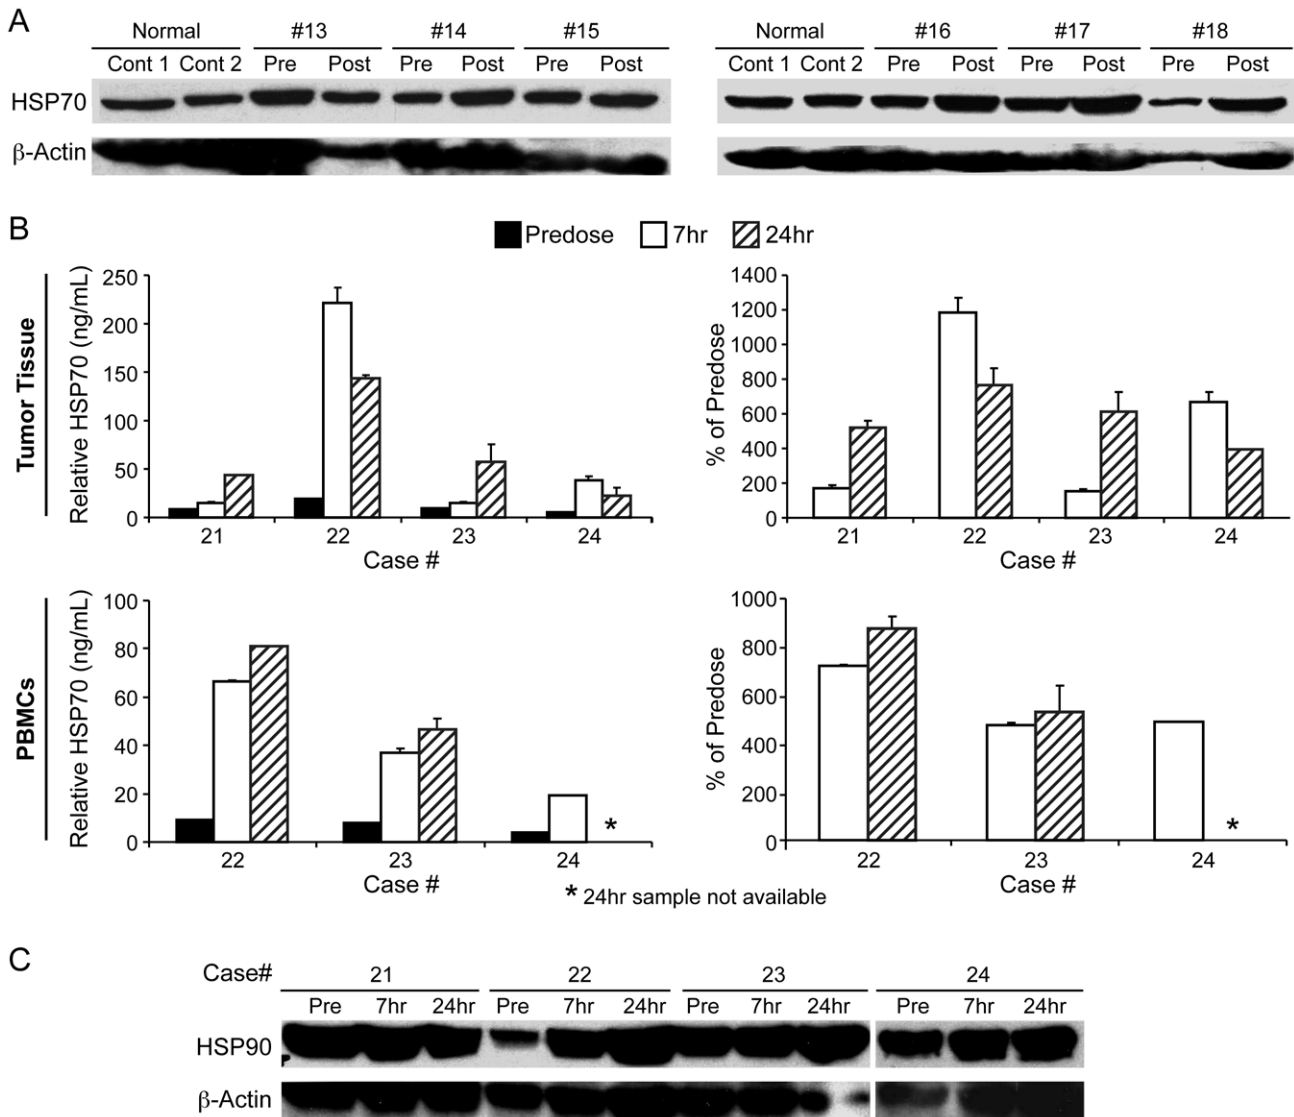 A
Normal #13 #14 #15 Normal #16 #17 #18
Cont 1 Cont 2 Pre Post Pre Post Pre Post Cont 1 Cont 2 Pre Post Pre Post Pre Post
HSP70
β-Actin
B
Predose 7hr 24hr
Tumor Tissue
Relative HSP70 (ng/mL)
250
200
150
100
50
0
21 22 23 24
Case #
% of Predose
1400
1200
1000
800
600
400
200
0
21 22 23 24
Case #
PBMCs
Relative HSP70 (ng/mL)
100
80
60
40
20
0
22 23 24
Case #
*
% of Predose
1000
800
600
400
200
0
22 23 24
Case #
*
* 24hr sample not available
C
Case# 21 22 23 24
Pre 7hr 24hr Pre 7hr 24hr Pre 7hr 24hr Pre 7hr 24hr
HSP90
β-Actin